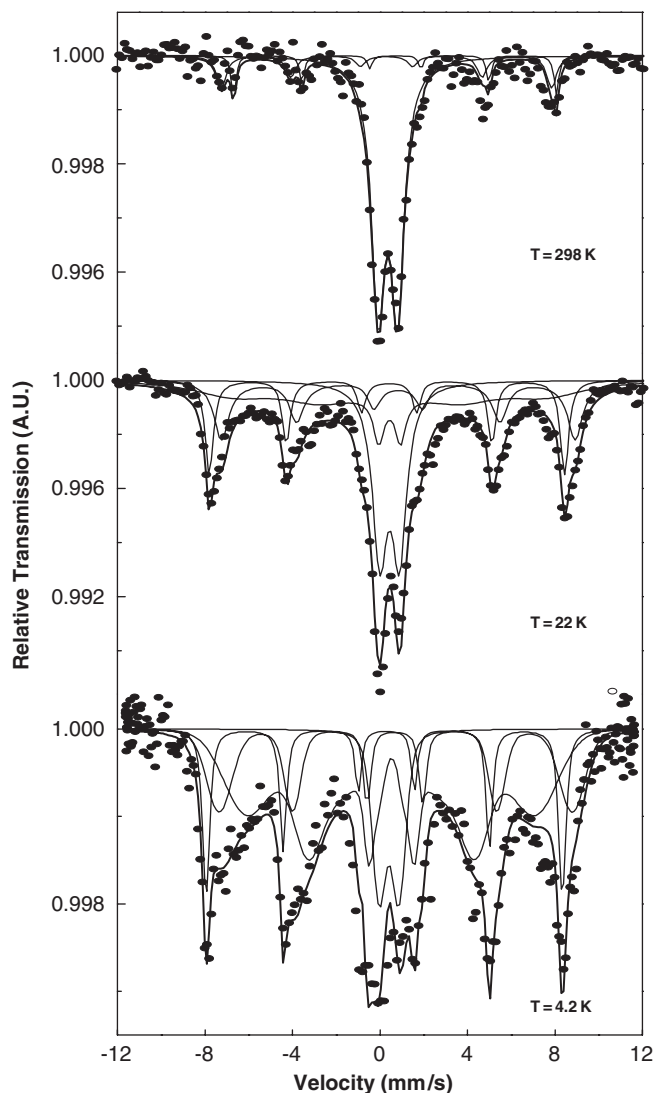 Relative Transmission (A.U.)
1.000
0.998
0.996
T = 298 K
1.000
0.996
0.992
T = 22 K
1.000
0.998
T = 4.2 K
-12 -8 -4 0 4 8 12
Velocity (mm/s)